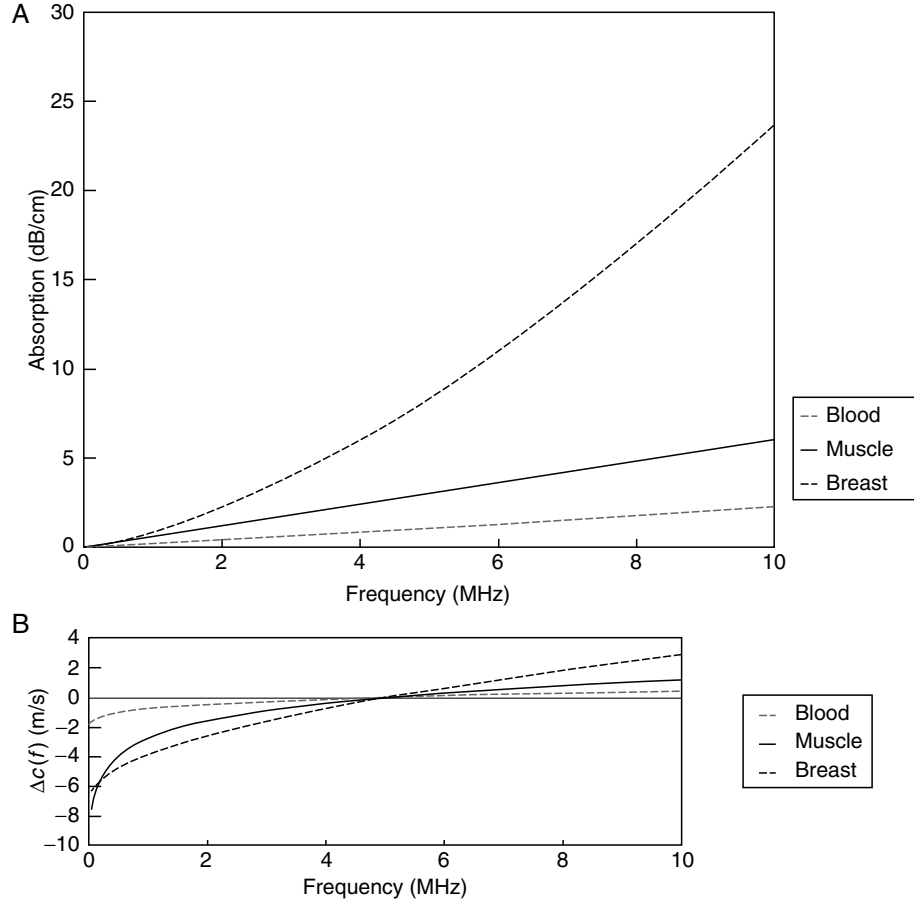 A
30
25
20
15
10
5
0
Absorption (dB/cm)
0 2 4 6 8 10
Frequency (MHz)
Blood
Muscle
Breast
B
4
2
0
−2
−4
−6
−8
−10
Δc(f) (m/s)
0 2 4 6 8 10
Frequency (MHz)
Blood
Muscle
Breast